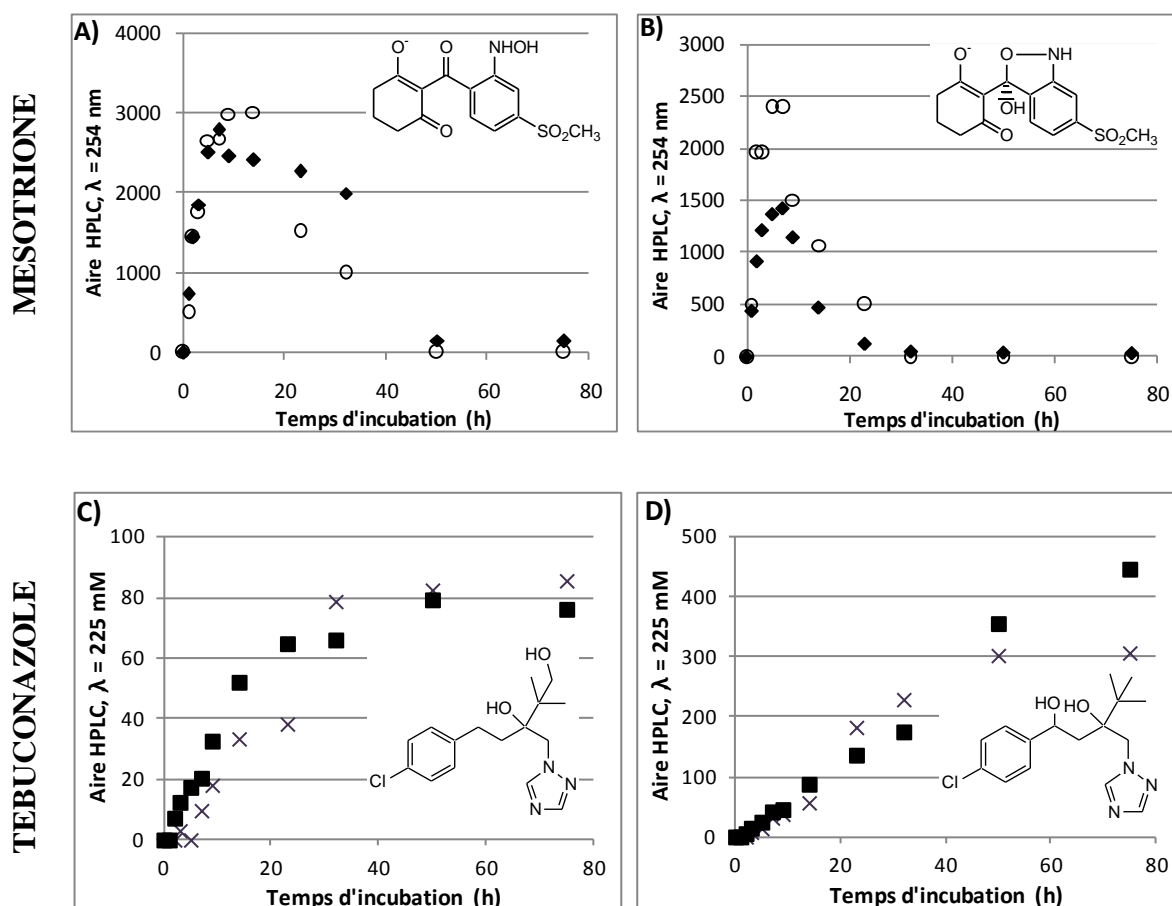 MESOTRIONE
A)
Aire HPLC, λ = 254 nm
4000
3000
2000
1000
0
0 20 40 60 80
Temps d'incubation (h)
O-
O
NHOH
O
SO2CH3
B)
Aire HPLC, λ = 254 nm
3000
2500
2000
1500
1000
500
0
0 20 40 60 80
Temps d'incubation (h)
O-
O
NH
OH
O
SO2CH3
TEBUCONAZOLE
C)
Aire HPLC, λ = 225 mM
100
80
60
40
20
0
0 20 40 60 80
Temps d'incubation (h)
HO
HO
Cl
N
N
N
D)
Aire HPLC, λ = 225 mM
500
400
300
200
100
0
0 20 40 60 80
Temps d'incubation (h)
HO
HO
Cl
N
N
N